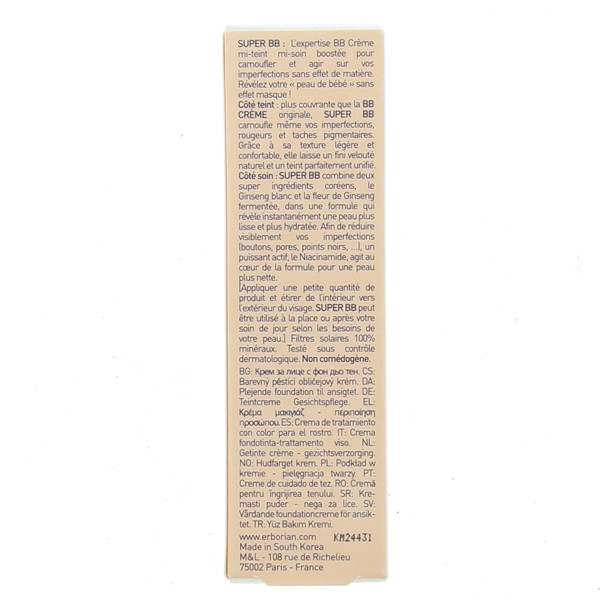 SUPER BB : L'expertise BB Crème
mi-teint mi-soin boostée pour
camoufler et agir sur vos
imperfections sans effet de matière.
Révélez votre « peau de bébé » sans
effet masque !
Côté teint : plus couvrante que la BB
CRÈME originale, SUPER BB
camoufle même vos imperfections,
rougeurs et taches pigmentaires.
Grâce à sa texture légère et
confortable, elle laisse un fini velouté
naturel et un teint parfaitement unifié.
Côté soin : SUPER BB combine deux
super ingrédients coréens, le
Ginseng blanc et la fleur de Ginseng
fermentée, dans une formule qui
révèle instantanément une peau plus
lisse et plus hydratée. Afin de réduire
visiblement vos imperfections
(boutons, pores, points noirs, ...), un
puissant actif, le Niacinamide, agit au
cœur de la formule pour une peau
plus nette.
[Appliquer une petite quantité de
produit et étirer de l'intérieur vers
l'extérieur du visage. SUPER BB peut
être utilisé à la place ou après votre
soin de jour selon les besoins de
votre peau.] Filtres solaires 100%
minéraux. Testé sous contrôle
dermatologique. Non comédogène.
BG: Крем за лице с фон дьо тен. CS:
Barevný pěsticí obličejový krém. DA:
Plejende foundation til ansigtet. DE:
Teintcreme Gesichtspflege. EL:
Κρέμα μακιγιάζ - περιποίηση
προσώπου. ES: Crema de tratamiento
con color para el rostro. IT: Crema
fondotinta-trattamento viso. NL:
Getinte crème - gezichtsverzorging.
NO: Hudfarget krem. PL: Podkład w
kremie - pielęgnacja twarzy. PT:
Creme de cuidado de tez. RO: Cremă
pentru îngrijirea tenului. SR: Kre-
masti puder - nega za lice. SV:
Vårdande foundationcreme för ansik-
tet. TR: Yüz Bakım Kremi.
www.erborian.com KM24431
Made in South Korea
M&L - 108 rue de Richelieu
75002 Paris - France